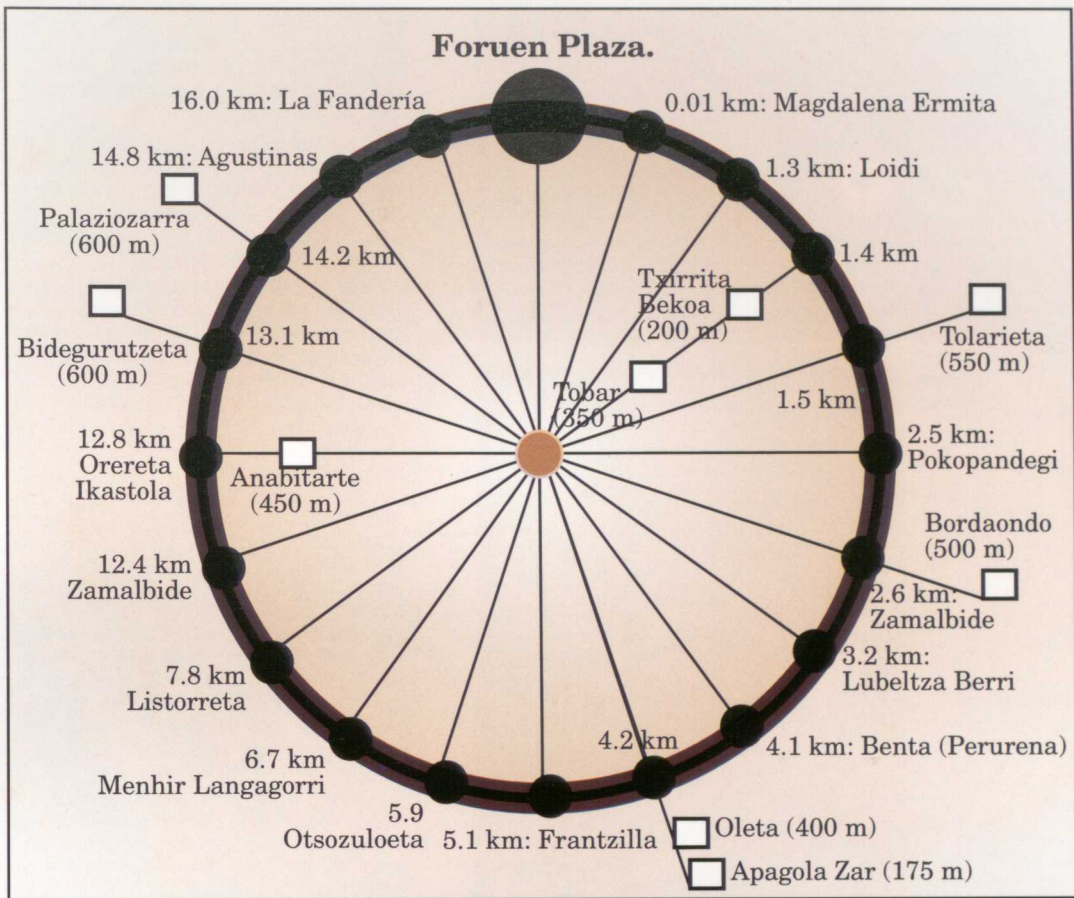 Foruen Plaza.
16.0 km: La Fandería
0.01 km: Magdalena Ermita
14.8 km: Agustinas
1.3 km: Loidi
Palaziozarra
(600 m)
14.2 km
1.4 km
Txirrita
Bekoa
(200 m)
Bidegurutzeta
(600 m)
13.1 km
Tolarieta
(550 m)
Tobar
(350 m)
1.5 km
12.8 km
Orereta
Ikastola
Anabitarte
(450 m)
2.5 km:
Pokopandegi
Bordaondo
(500 m)
12.4 km
Zamalbide
2.6 km:
Zamalbide
3.2 km:
Lubeltza Berri
7.8 km
Listorreta
4.2 km
4.1 km: Benta (Perurena)
6.7 km
Menhir Langagorri
5.9
Otsozuloeta
5.1 km: Frantzilla
Oleta (400 m)
Apagola Zar (175 m)